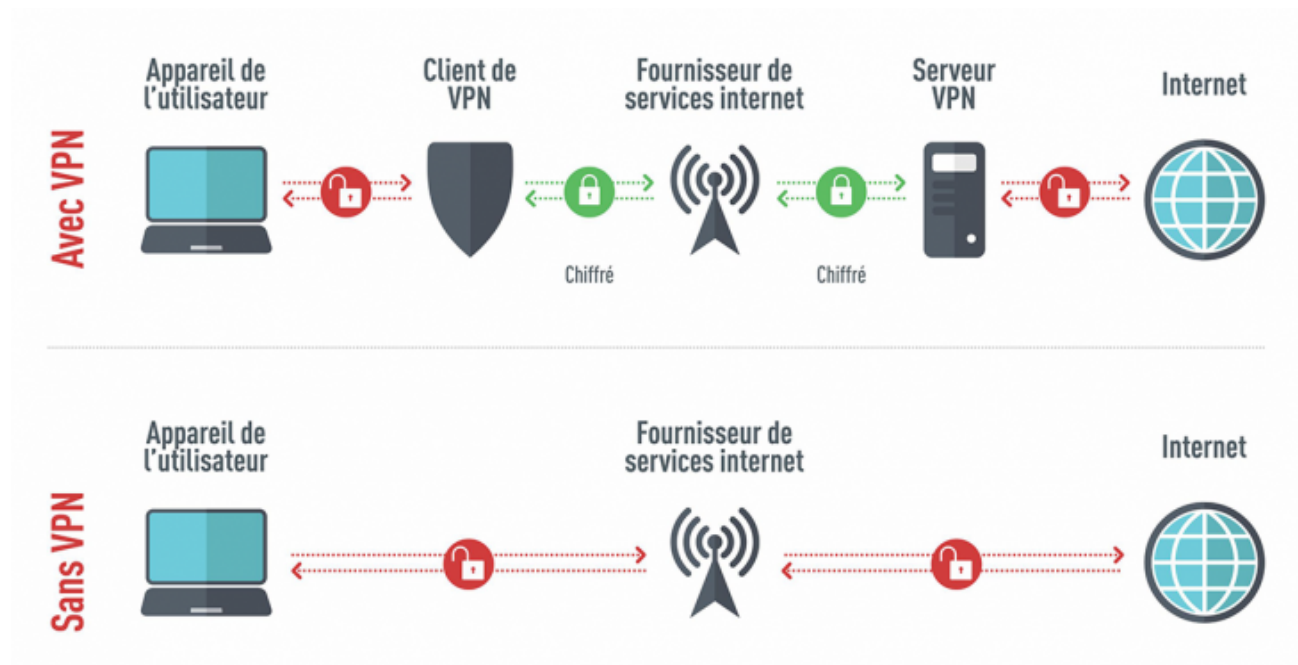 Appareil de
l'utilisateur
Client de
VPN
Fournisseur de
services internet
Serveur
VPN
Internet
Avec VPN
Chiffré
Chiffré
Appareil de
l'utilisateur
Fournisseur de
services internet
Internet
Sans VPN